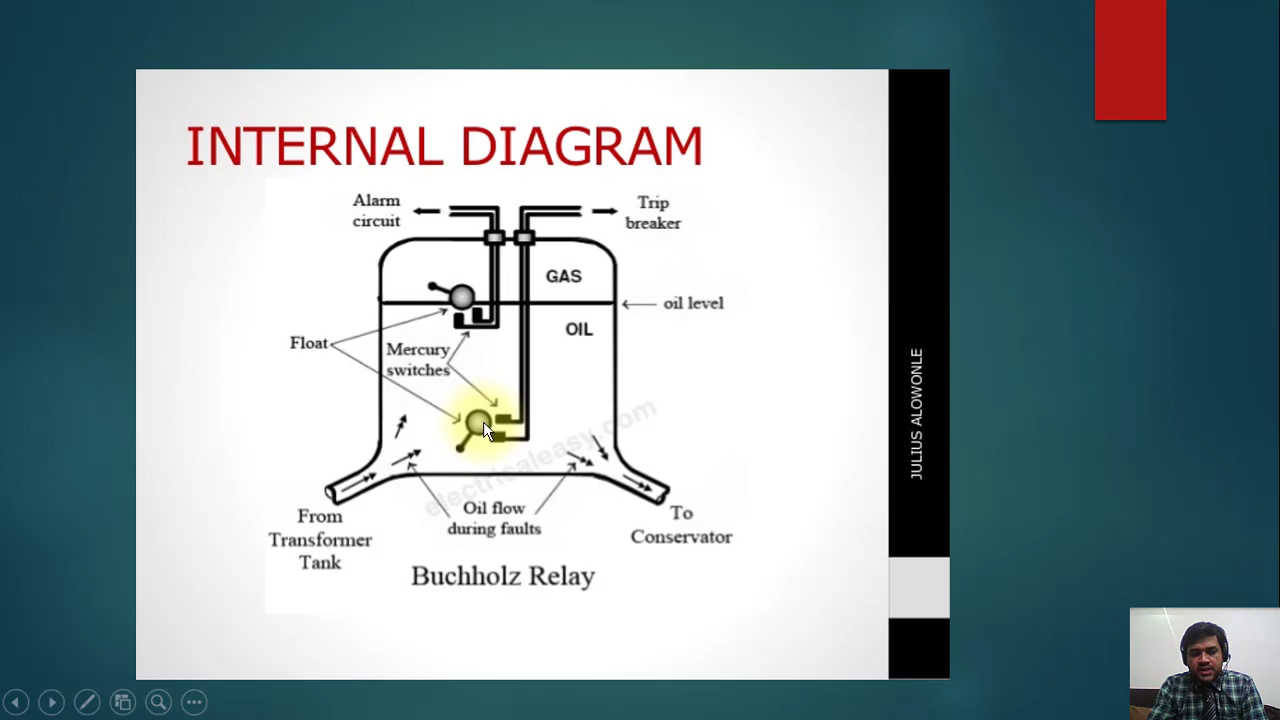 INTERNAL DIAGRAM
Alarm
circuit
Trip
breaker
GAS
oil level
OIL
Float
Mercury
switches
electricaleasy.com
Oil flow
during faults
From
Transformer
Tank
To
Conservator
Buchholz Relay
JULIUS ALOWONLE